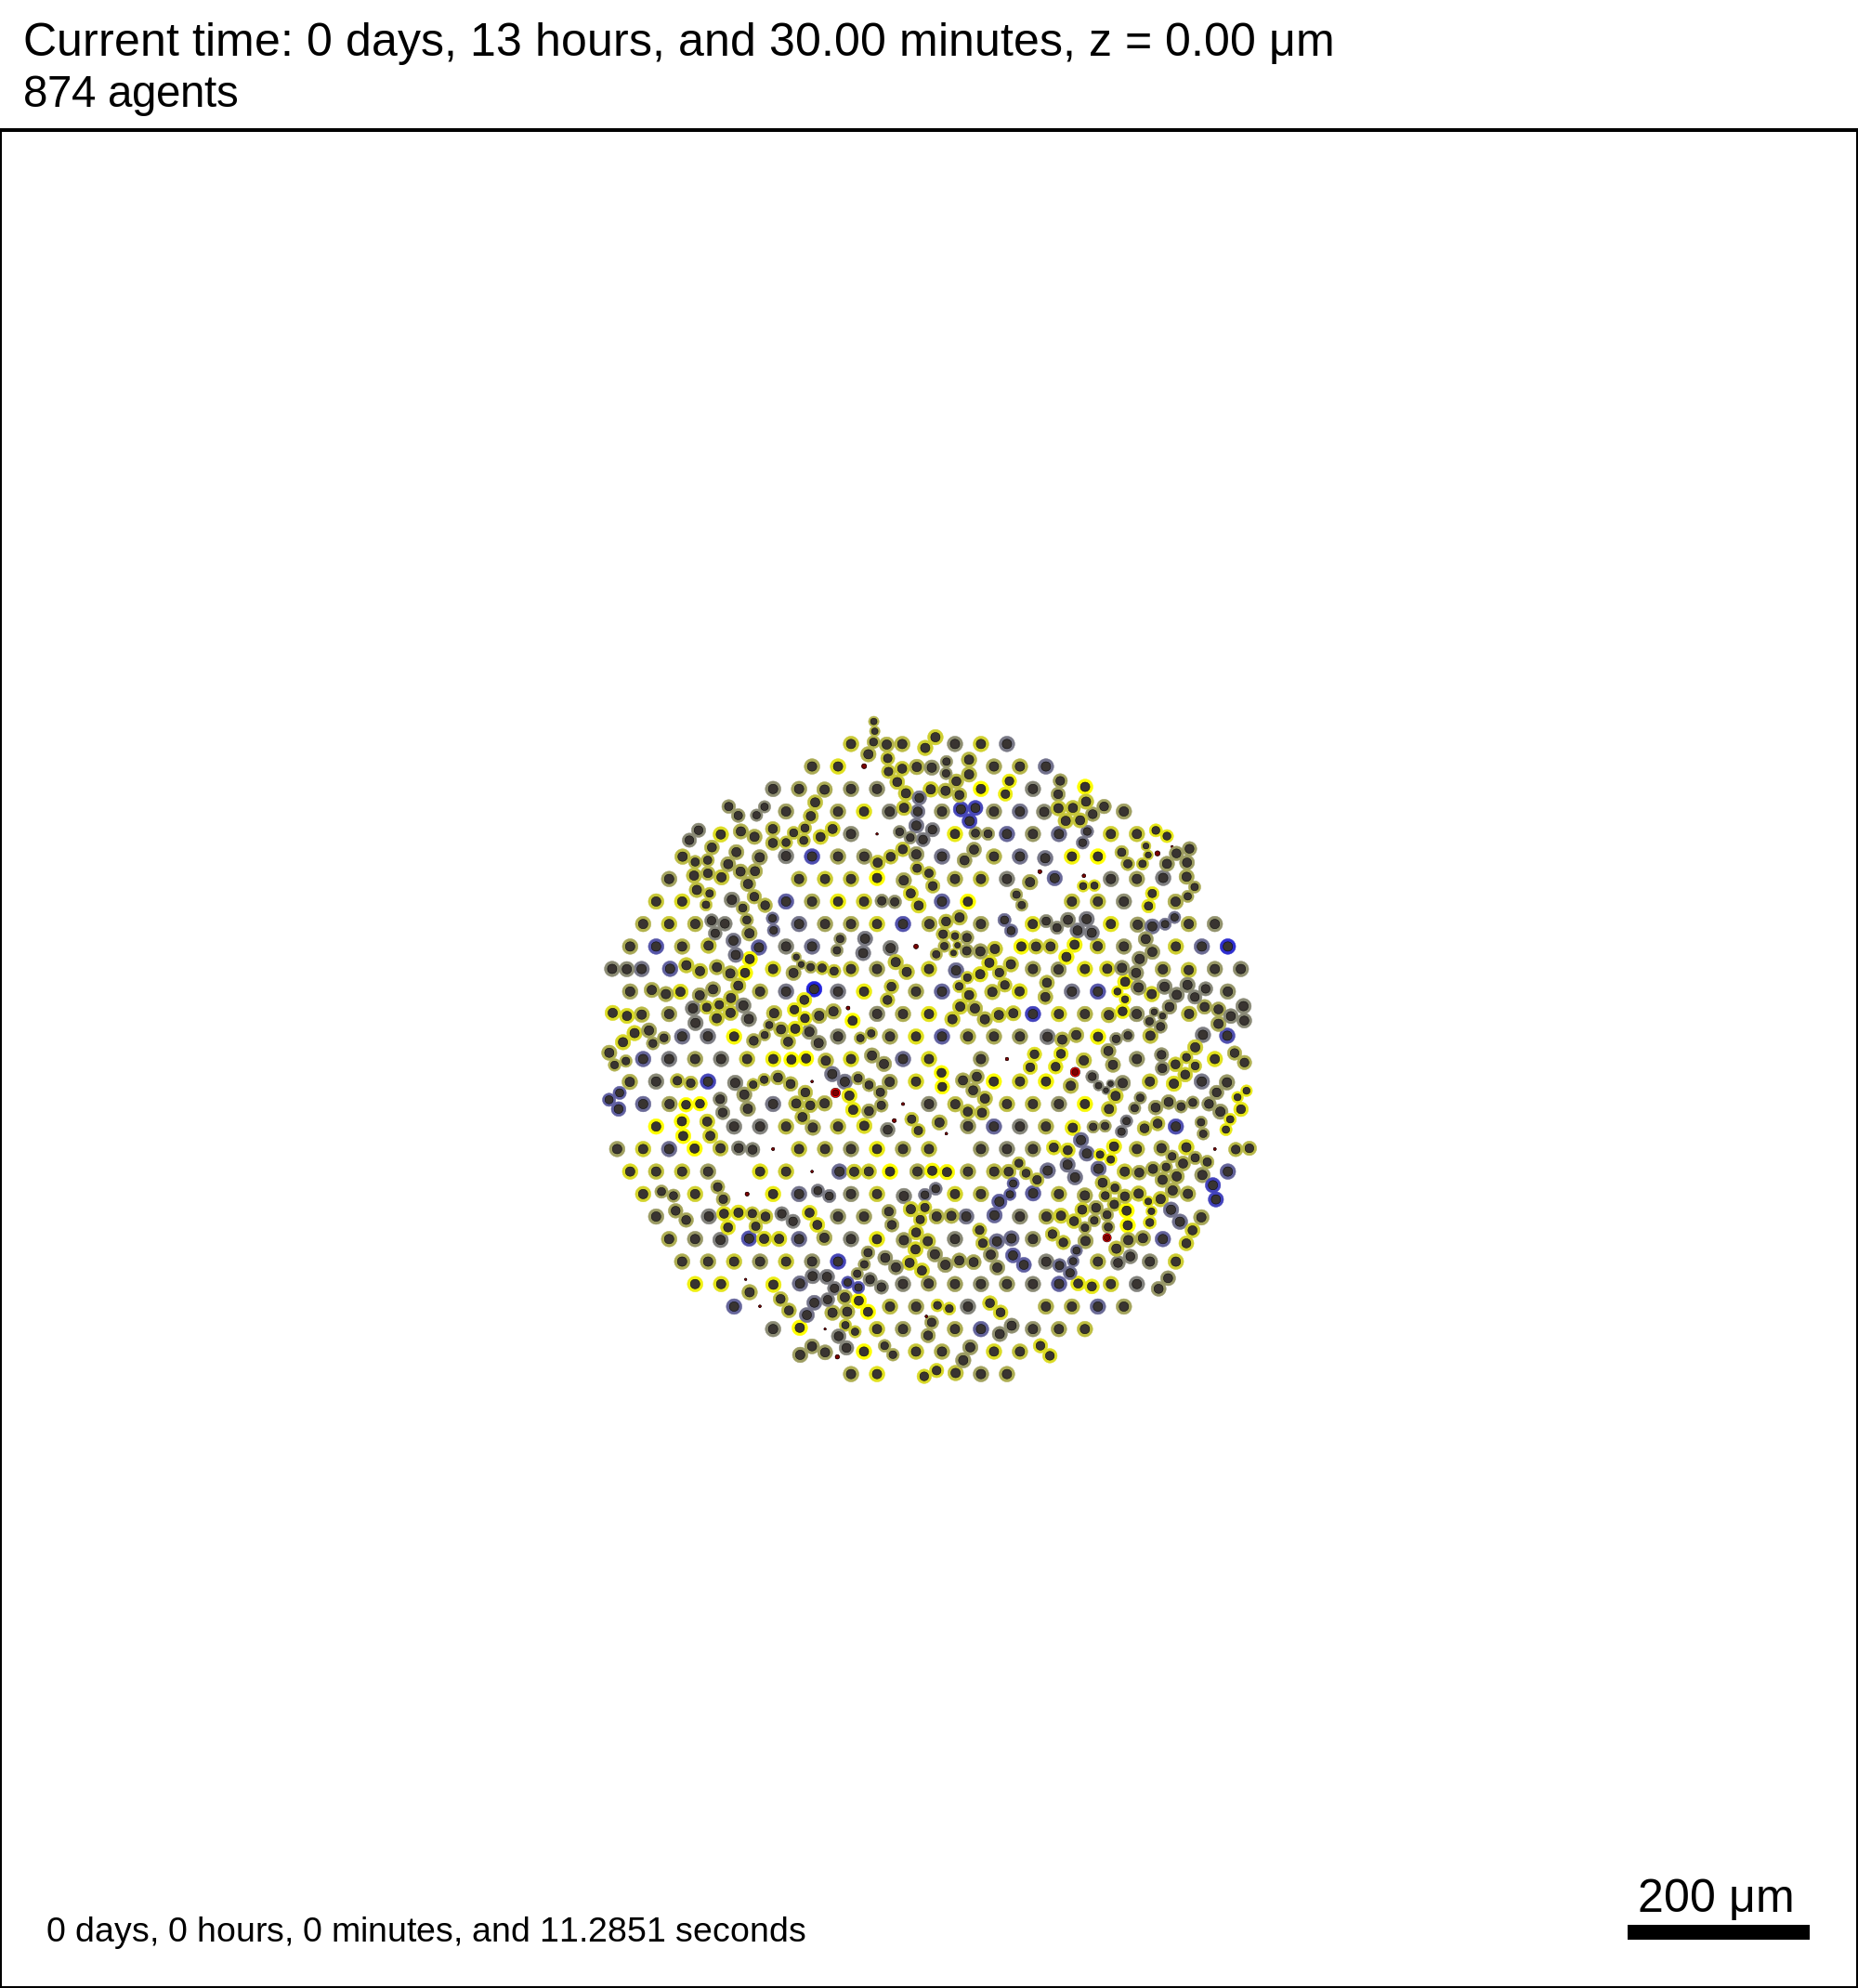 Current time: 0 days, 13 hours, and 30.00 minutes, z = 0.00 μm
874 agents
200 μm
0 days, 0 hours, 0 minutes, and 11.2851 seconds